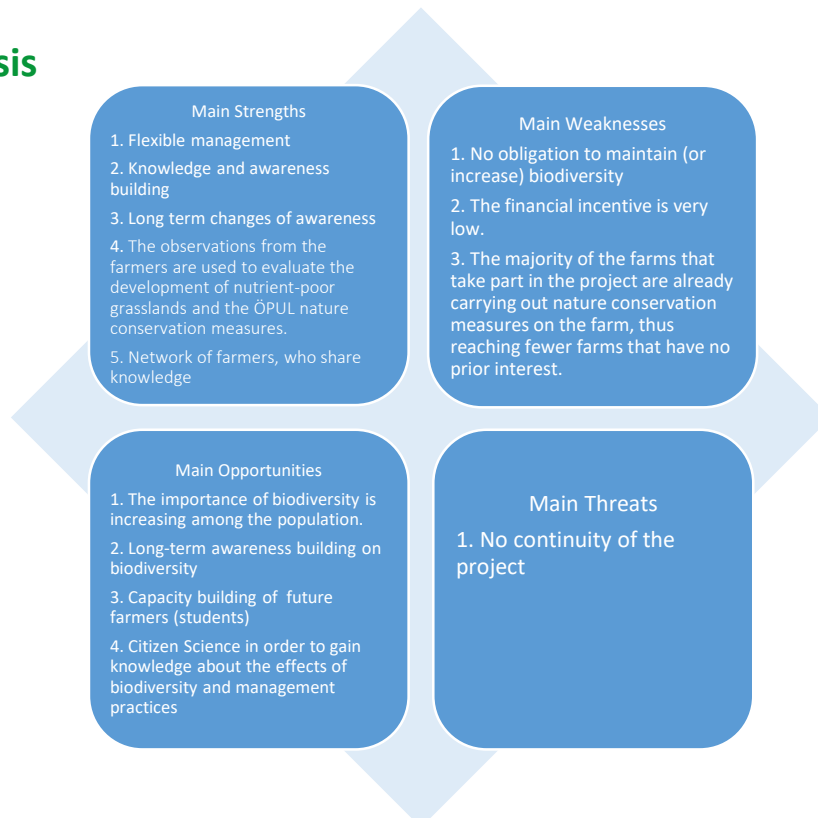 sis
Main Strengths
1. Flexible management
2. Knowledge and awareness
building
3. Long term changes of awareness
4. The observations from the
farmers are used to evaluate the
development of nutrient-poor
grasslands and the ÖPUL nature
conservation measures.
5. Network of farmers, who share
knowledge
Main Weaknesses
1. No obligation to maintain (or
increase) biodiversity
2. The financial incentive is very
low.
3. The majority of the farms that
take part in the project are already
carrying out nature conservation
measures on the farm, thus
reaching fewer farms that have no
prior interest.
Main Opportunities
1. The importance of biodiversity is
increasing among the population.
2. Long-term awareness building on
biodiversity
3. Capacity building of future
farmers (students)
4. Citizen Science in order to gain
knowledge about the effects of
biodiversity and management
practices
Main Threats
1. No continuity of the
project